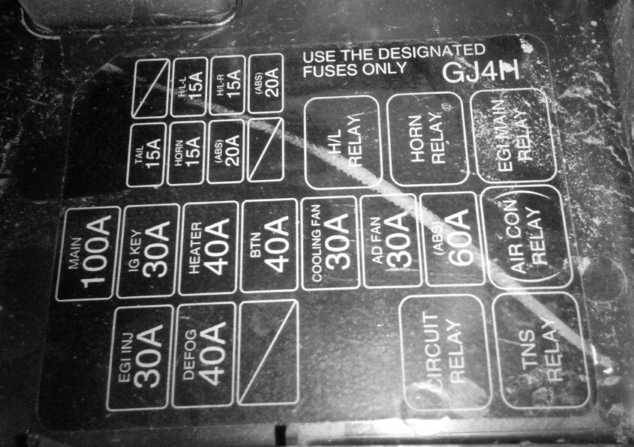 USE THE DESIGNATED
FUSES ONLY
GJ4H
H/L-L
15A
H/L-R
15A
(ABS)
20A
TAIL
15A
HORN
15A
(ABS)
20A
H/L
RELAY
HORN
RELAY
EGI MAIN
RELAY
MAIN
100A
IG KEY
30A
HEATER
40A
BTN
40A
COOLING FAN
30A
AD FAN
30A
(ABS)
60A
AIR CON
RELAY
EGI INJ
30A
DEFOG
40A
CIRCUIT
RELAY
TNS
RELAY